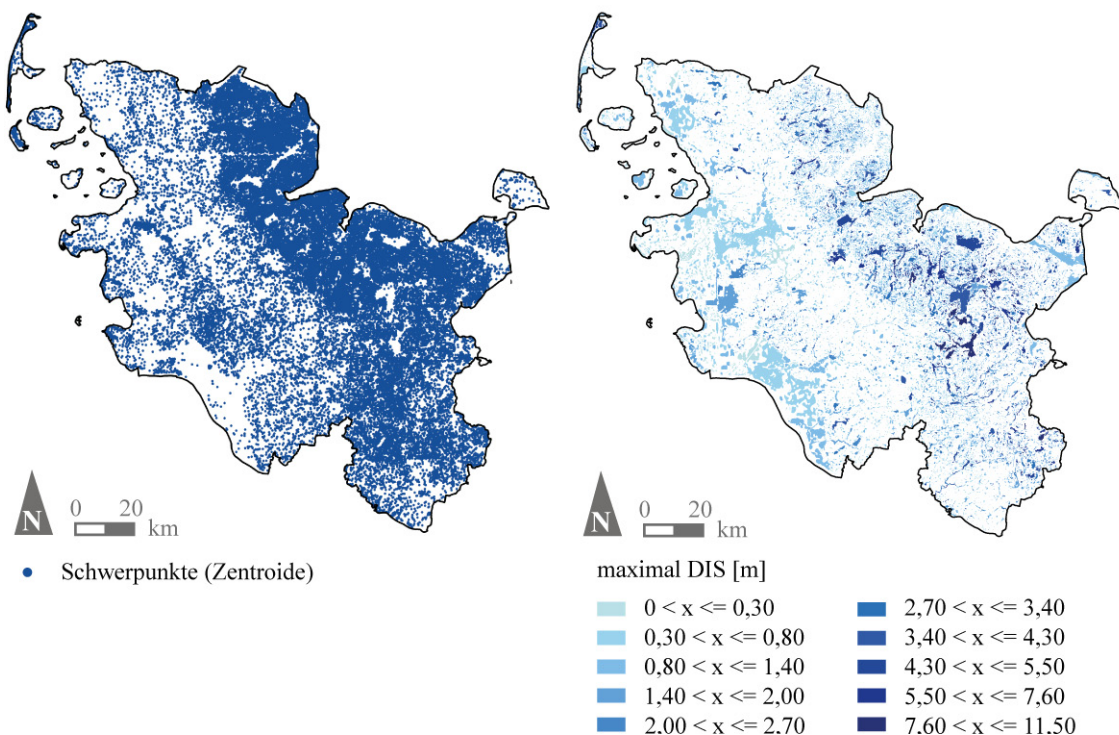 N
0 20
km
Schwerpunkte (Zentroide)
N
0 20
km
maximal DIS [m]
0 < x <= 0,30
0,30 < x <= 0,80
0,80 < x <= 1,40
1,40 < x <= 2,00
2,00 < x <= 2,70
2,70 < x <= 3,40
3,40 < x <= 4,30
4,30 < x <= 5,50
5,50 < x <= 7,60
7,60 < x <= 11,50